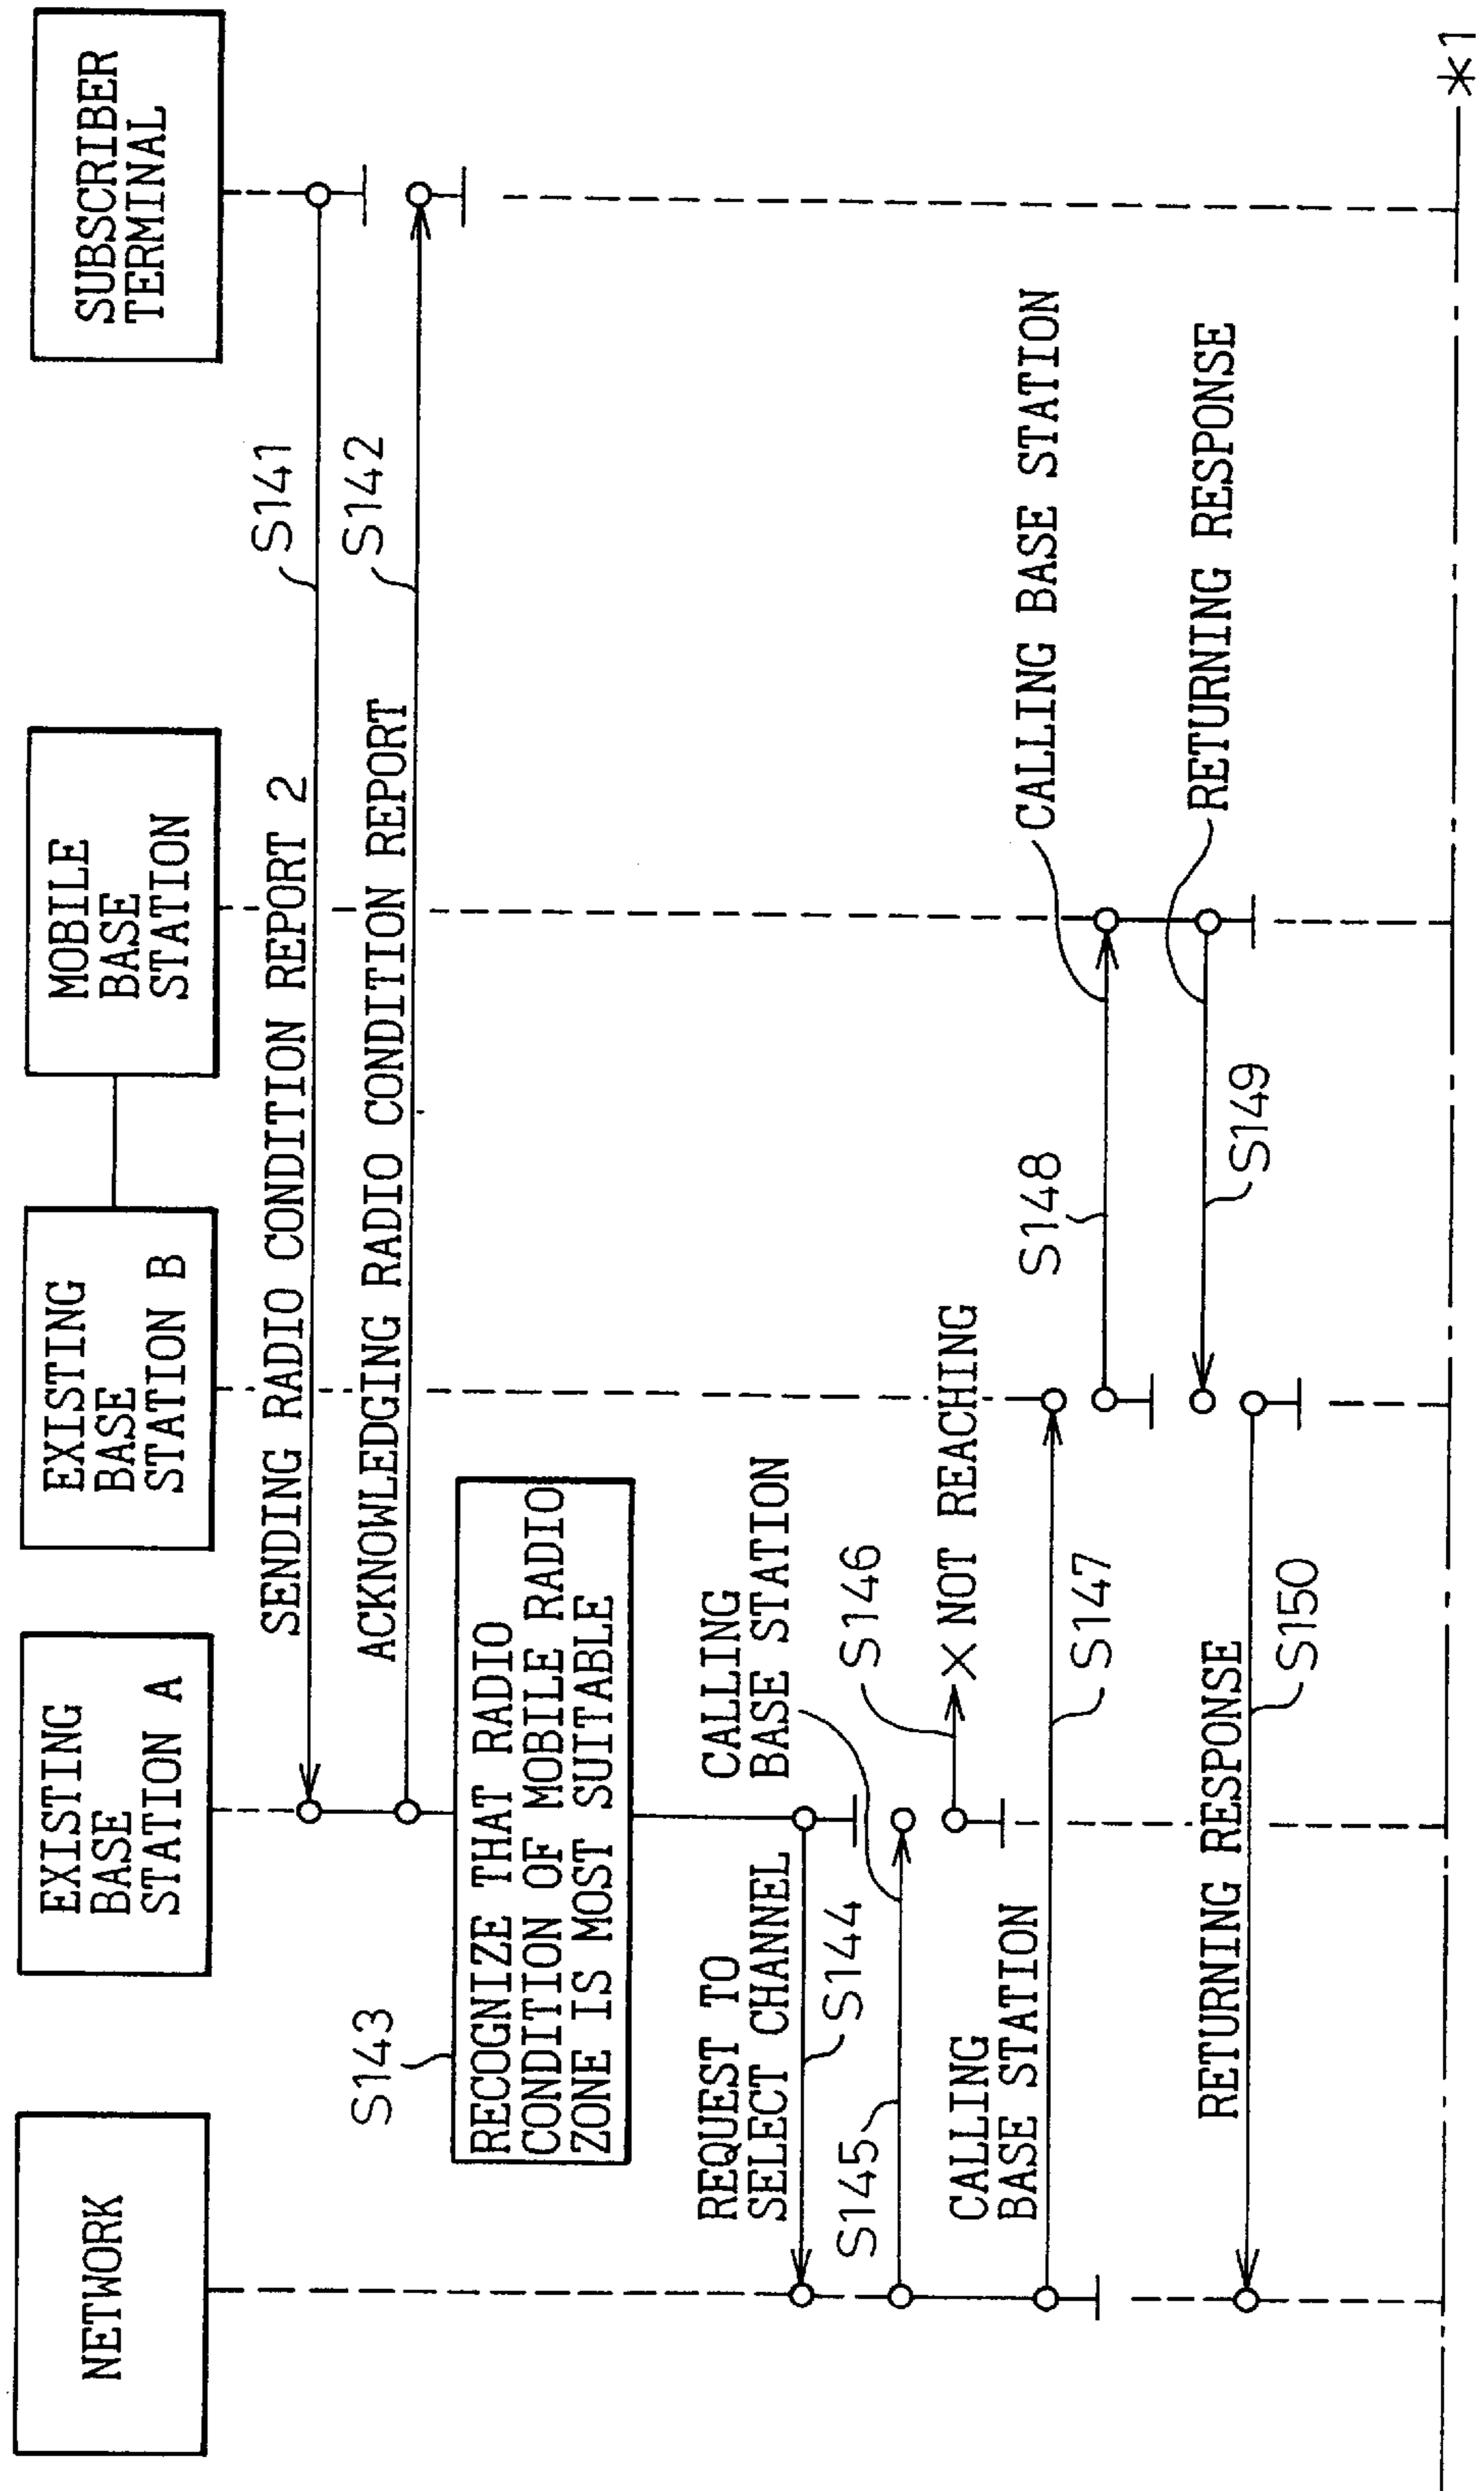 NETWORK
EXISTING
BASE
STATION A
EXISTING
BASE
STATION B
MOBILE
BASE
STATION
SUBSCRIBER
TERMINAL
SENDING RADIO CONDITION REPORT 2
S141
ACKNOWLEDGING RADIO CONDITION REPORT
S142
S143
RECOGNIZE THAT RADIO
CONDITION OF MOBILE RADIO
ZONE IS MOST SUITABLE
REQUEST TO
SELECT CHANNEL
S144
CALLING
BASE STATION
S145
S146
× NOT REACHING
CALLING
BASE STATION
S147
S148
CALLING BASE STATION
S149
RETURNING RESPONSE
RETURNING RESPONSE
S150
*1